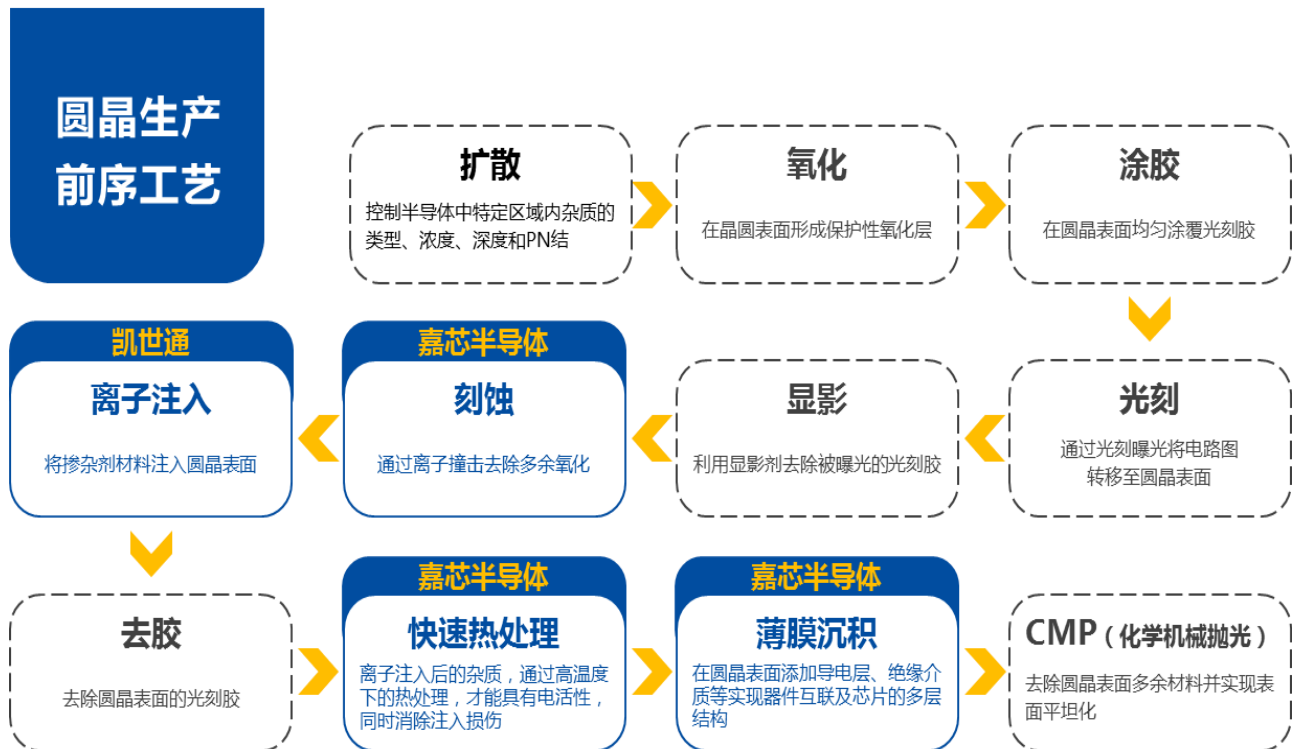 圆晶生产
前序工艺
扩散
控制半导体中特定区域内杂质的
类型、浓度、深度和PN结
氧化
在晶圆表面形成保护性氧化层
涂胶
在圆晶表面均匀涂覆光刻胶
光刻
通过光刻曝光将电路图
转移至圆晶表面
显影
利用显影剂去除被曝光的光刻胶
嘉芯半导体
刻蚀
通过离子撞击去除多余氧化
凯世通
离子注入
将掺杂剂材料注入圆晶表面
去胶
去除圆晶表面的光刻胶
嘉芯半导体
快速热处理
离子注入后的杂质，通过高温度
下的热处理，才能具有电活性，
同时消除注入损伤
嘉芯半导体
薄膜沉积
在圆晶表面添加导电层、绝缘介
质等实现器件互联及芯片的多层
结构
CMP（化学机械抛光）
去除圆晶表面多余材料并实现表
面平坦化